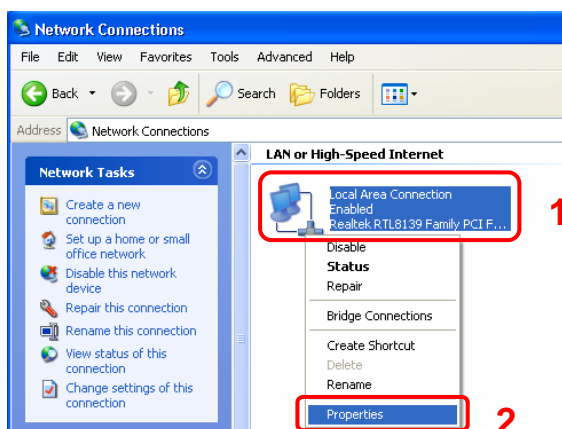 Network Connections
File Edit View Favorites Tools Advanced Help
Back Search Folders
Address Network Connections
Network Tasks
Create a new
connection
Set up a home or small
office network
Disable this network
device
Repair this connection
Rename this connection
View status of this
connection
Change settings of this
connection
LAN or High-Speed Internet
Local Area Connection
Enabled
Realtek RTL8139 Family PCI F...
1
Disable
Status
Repair
Bridge Connections
Create Shortcut
Delete
Rename
Properties
2